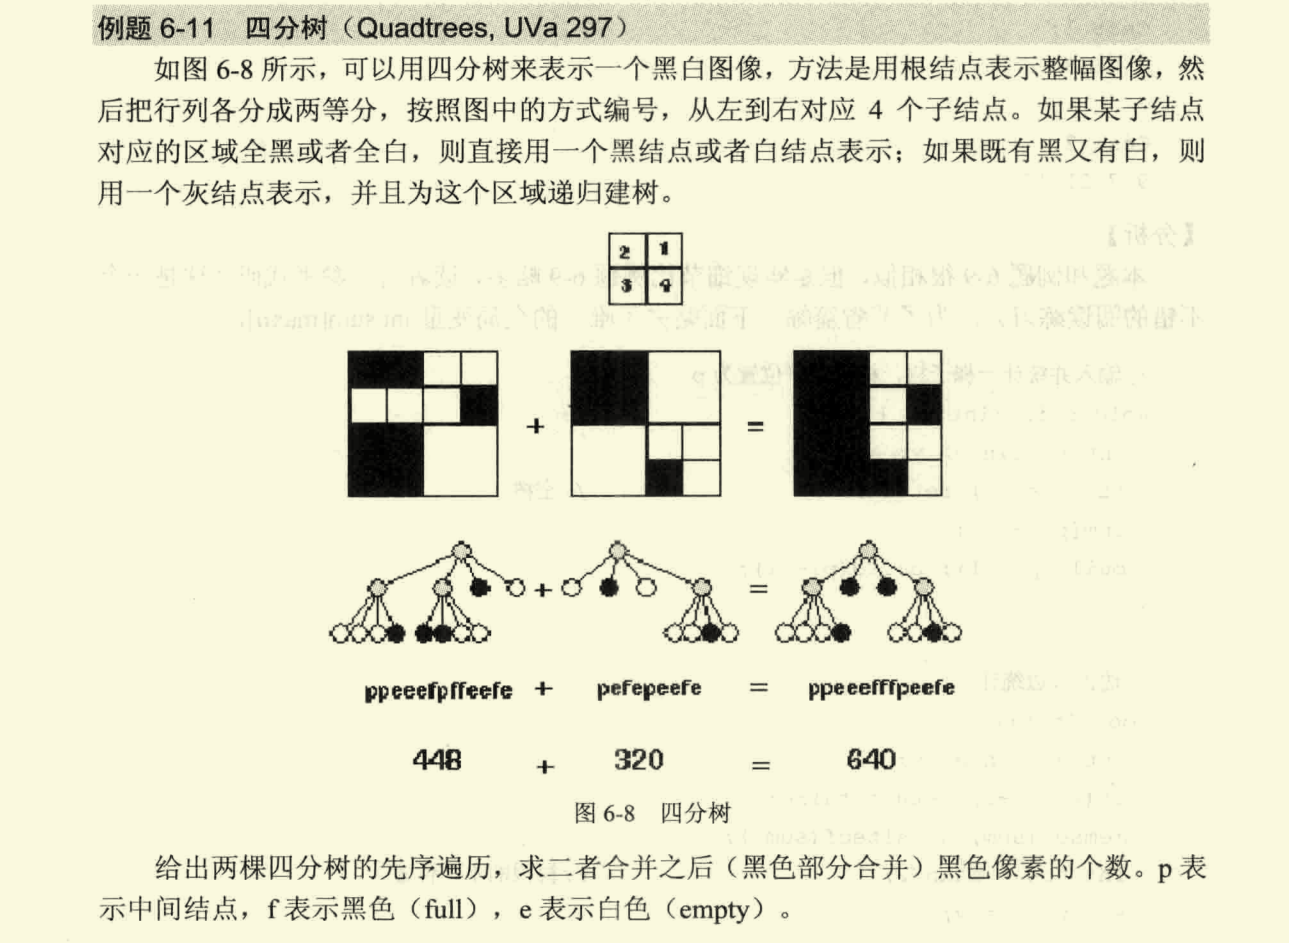 例题 6-11 四分树（Quadtrees, UVa 297）
如图 6-8 所示，可以用四分树来表示一个黑白图像，方法是用根结点表示整幅图像，然
后把行列各分成两等分，按照图中的方式编号，从左到右对应 4 个子结点。如果某子结点
对应的区域全黑或者全白，则直接用一个黑结点或者白结点表示；如果既有黑又有白，则
用一个灰结点表示，并且为这个区域递归建树。
2 1
3 4
+ =
+ =
ppeeefpffeefe + pefepeefe = ppeeefffpeefe
448 + 320 = 640
图 6-8 四分树
给出两棵四分树的先序遍历，求二者合并之后（黑色部分合并）黑色像素的个数。p 表
示中间结点，f 表示黑色（full），e 表示白色（empty）。